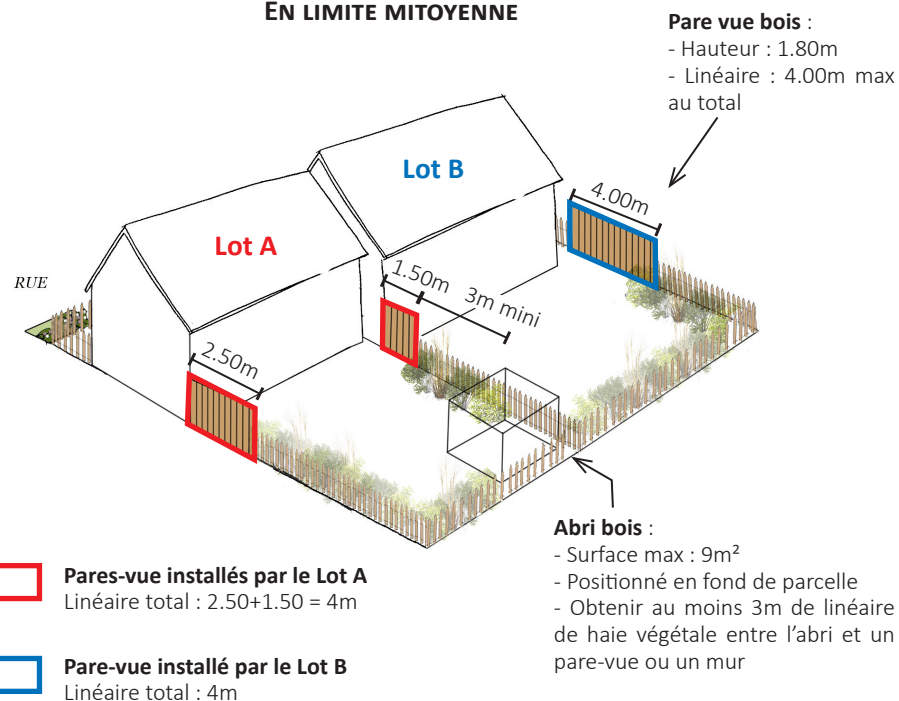 EN LIMITE MITOYENNE
Pare vue bois :
- Hauteur : 1.80m
- Linéaire : 4.00m max
au total
Lot B
4.00m
Lot A
RUE
1.50m
3m mini
2.50m
Abri bois :
- Surface max : 9m²
- Positionné en fond de parcelle
- Obtenir au moins 3m de linéaire
de haie végétale entre l'abri et un
pare-vue ou un mur
Pares-vue installés par le Lot A
Linéaire total : 2.50+1.50 = 4m
Pare-vue installé par le Lot B
Linéaire total : 4m